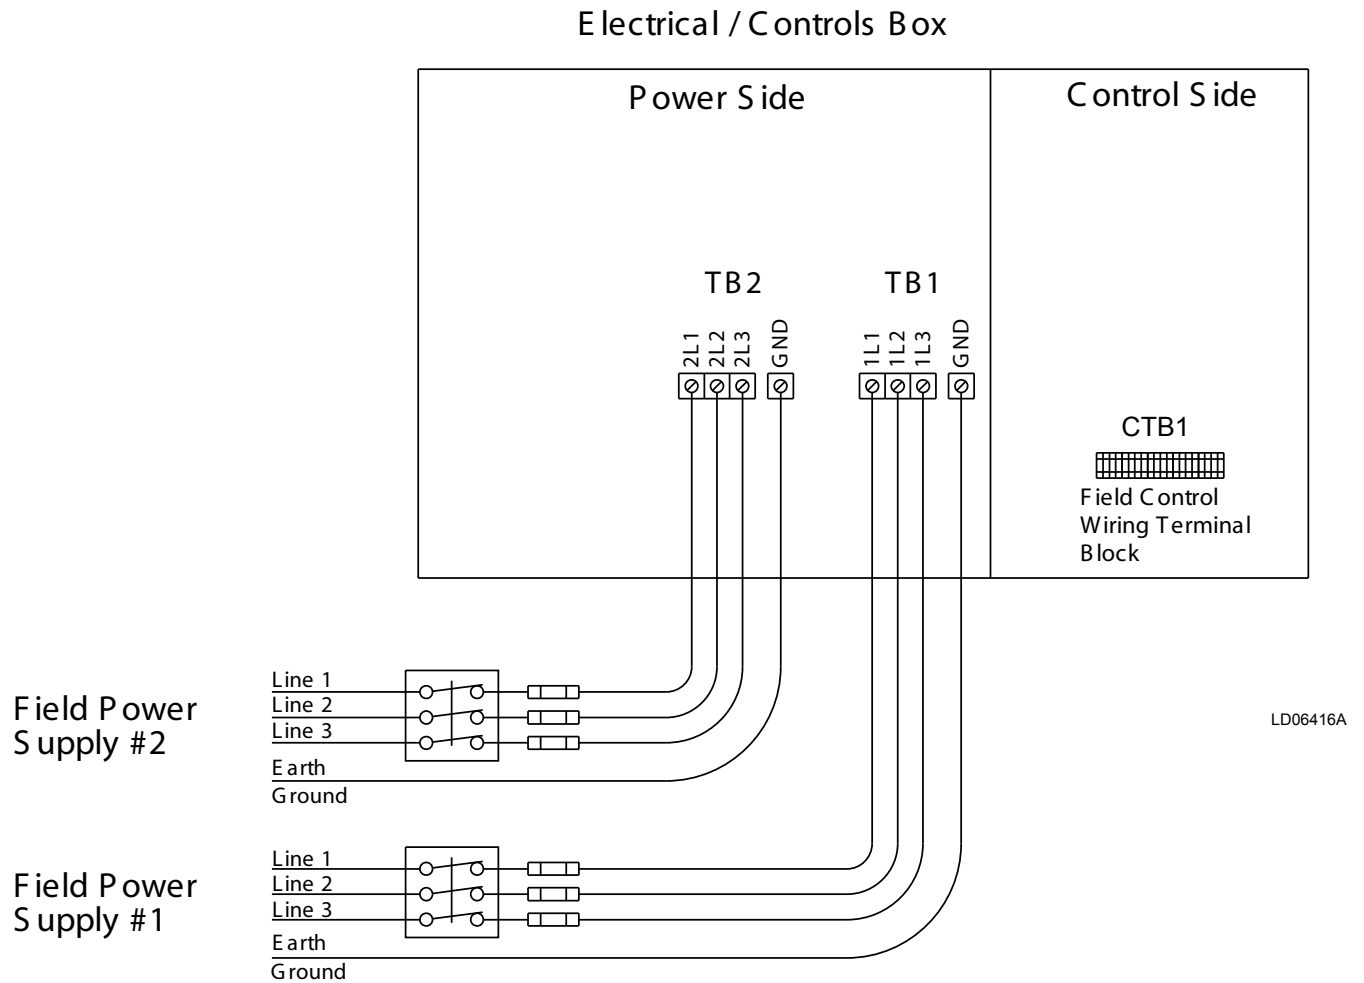 Electrical / Controls Box
Power Side
Control Side
TB2
TB1
2L1
2L2
2L3
GND
1L1
1L2
1L3
GND
CTB1
Field Control
Wiring Terminal
Block
Field Power
Supply #2
Line 1
Line 2
Line 3
Earth
Ground
LD06416A
Field Power
Supply #1
Line 1
Line 2
Line 3
Earth
Ground